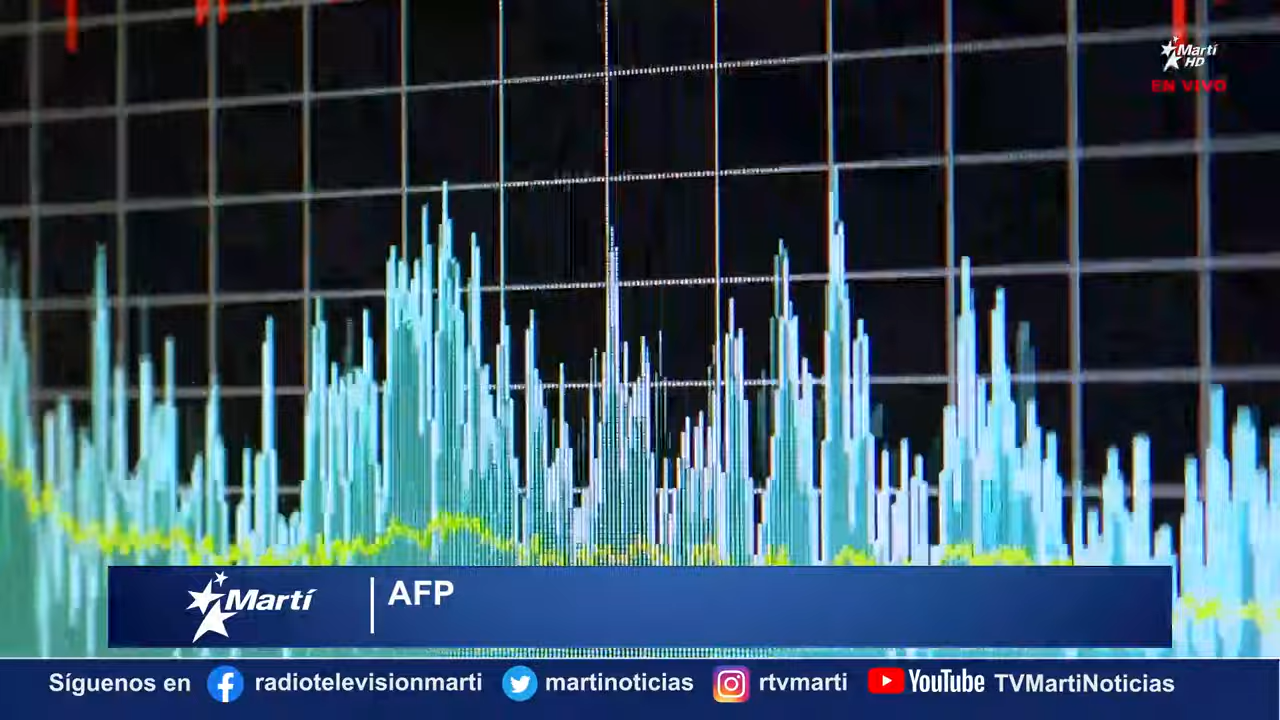 Martí
HD
EN VIVO
Martí
AFP
Síguenos en
radiotelevisionmarti
martinoticias
rtvmarti
YouTube
TVMartiNoticias